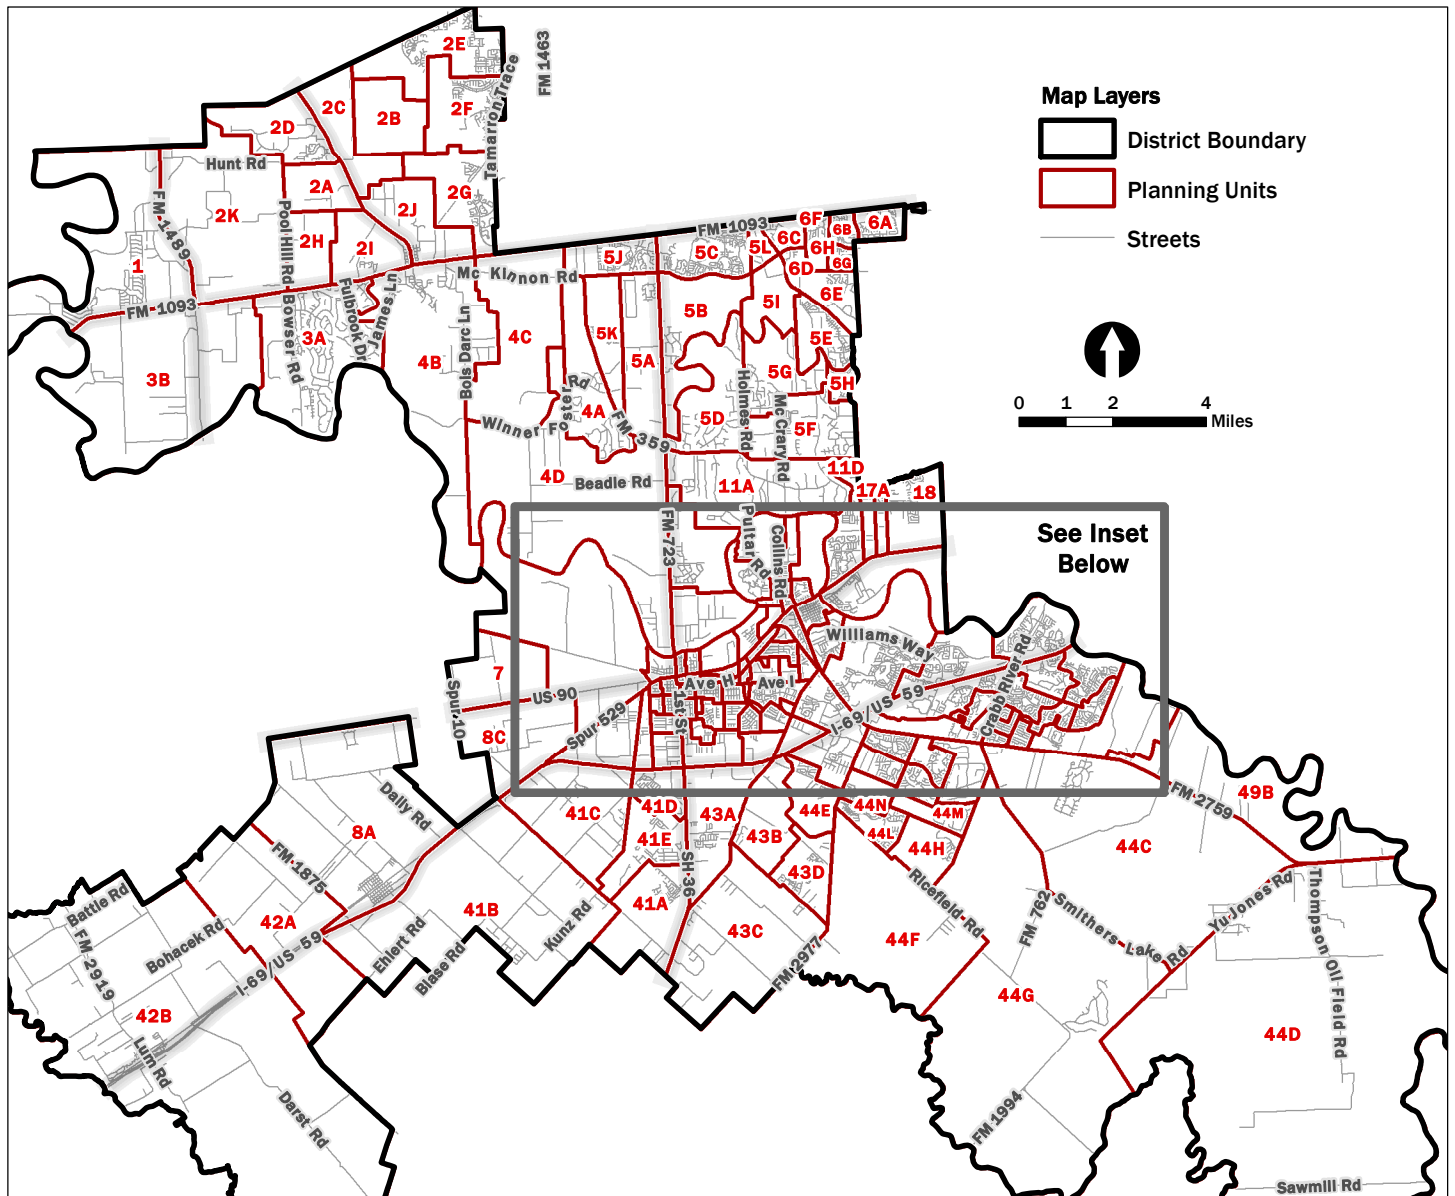 2E
FM 1463
Tamarron Trace
2C
2B
2F
2D
Hunt Rd
2A
2G
2K
2J
Pool Hill Rd
2H
2I
FM 1489
1
FM 1093
Mc Kinnon Rd
FM 1093
5J
5C
5L
6C
6F
6B
6A
6H
6G
6D
6E
5I
5B
5K
5A
5E
5G
5H
5D
5F
Bowser Rd
3A
Fulbrook Dr
James Ln
4B
Bois Darc Ln
4C
3B
Winner Foster Rd
4A
FM 359
Holmes Rd
Mc Crary Rd
4D
Beadle Rd
11A
11D
17A
18
Map Layers
District Boundary
Planning Units
Streets
0 1 2 4
Miles
See Inset
Below
FM 723
Pultar Rd
Collins Rd
Williams Way
Crabb River Rd
7
Spur 10
US 90
8C
Spur 529
Ave H
Ave I
1st St
I-69/US 59
Daily Rd
8A
FM 1875
Battle Rd
FM 2919
Bohacek Rd
42A
I-69/US 59
42B
Lum Rd
Darst Rd
Ehlert Rd
Blase Rd
41B
Kunz Rd
41C
41D
41E
41A
SH 36
43A
43B
43D
43C
FM 2977
44E
44N
44L
44M
44H
Ricefield Rd
44F
44C
FM 2759
49B
FM 762
Smithers Lake Rd
Yu Jones Rd
Thompson Oil Field Rd
44G
44D
FM 1994
Sawmill Rd